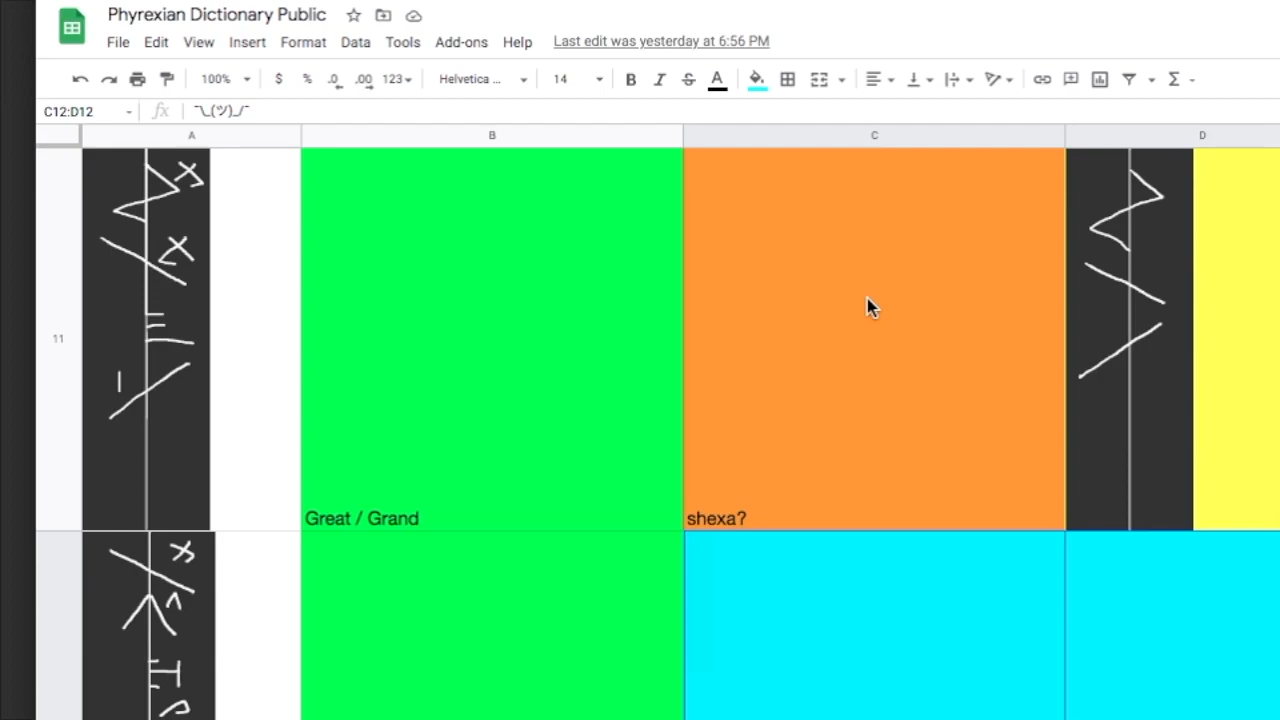 Phyrexian Dictionary Public
File Edit View Insert Format Data Tools Add-ons Help Last edit was yesterday at 6:56 PM
100% $ % .0 .00 123 Helvetica ... 14 B I S A
C12:D12 fx ¯\_(ツ)_/¯
A B C D
11
Great / Grand shexa?